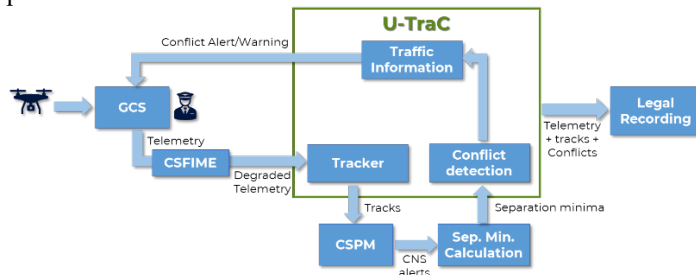 U-TraC
Conflict Alert/Warning
Traffic
Information
GCS
Legal
Recording
Telemetry
+ tracks +
Conflicts
Telemetry
CSFIME
Degraded
Telemetry
Tracker
Conflict
detection
Tracks
Separation minima
CSPM
CNS
alerts
Sep. Min.
Calculation